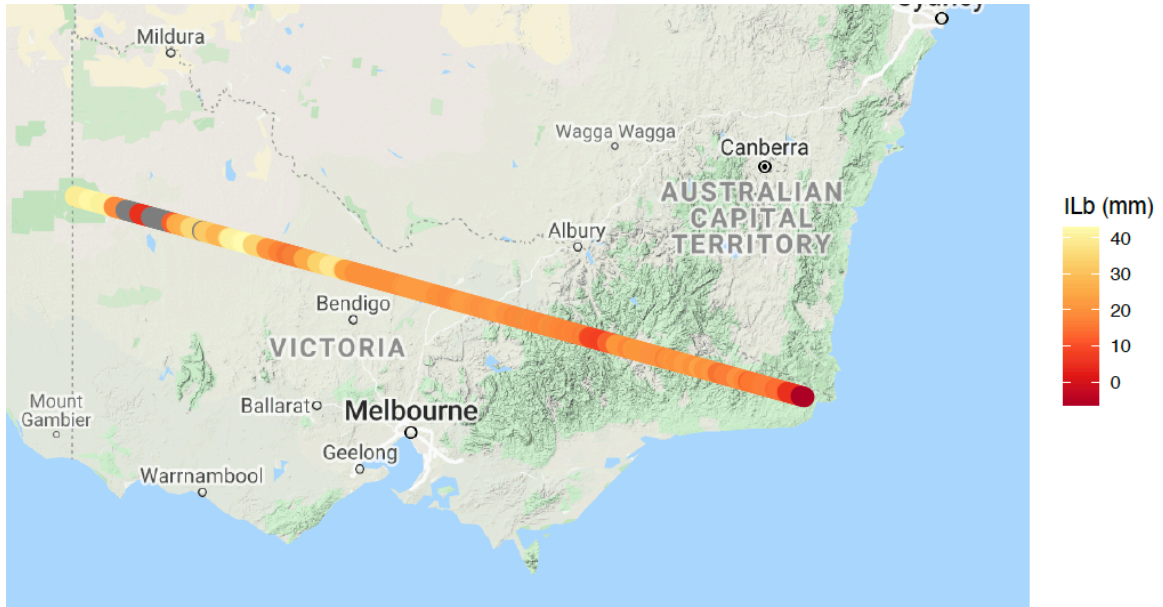 Sydney
Mildura
Wagga Wagga
Canberra
AUSTRALIAN
CAPITAL
TERRITORY
Albury
Bendigo
VICTORIA
Mount
Gambier
Ballarat
Melbourne
Geelong
Warrnambool
ILb (mm)
40
30
20
10
0